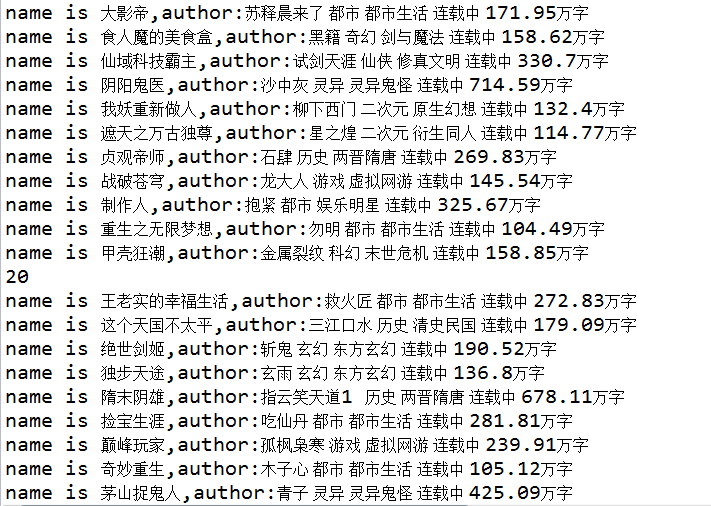 name is 大影帝,author:苏释晨来了 都市 都市生活 连载中 171.95万字
name is 食人魔的美食盒,author:黑籍 奇幻 剑与魔法 连载中 158.62万字
name is 仙域科技霸主,author:试剑天涯 仙侠 修真文明 连载中 330.7万字
name is 阴阳鬼医,author:沙中灰 灵异 灵异鬼怪 连载中 714.59万字
name is 我妖重新做人,author:柳下西门 二次元 原生幻想 连载中 132.4万字
name is 遮天之万古独尊,author:星之煌 二次元 衍生同人 连载中 114.77万字
name is 贞观帝师,author:石肆 历史 两晋隋唐 连载中 269.83万字
name is 战破苍穹,author:龙大人 游戏 虚拟网游 连载中 145.54万字
name is 制作人,author:抱紧 都市 娱乐明星 连载中 325.67万字
name is 重生之无限梦想,author:勿明 都市 都市生活 连载中 104.49万字
name is 甲壳狂潮,author:金属裂纹 科幻 末世危机 连载中 158.85万字
20
name is 王老实的幸福生活,author:救火匠 都市 都市生活 连载中 272.83万字
name is 这个天国不太平,author:三江口水 历史 清史民国 连载中 179.09万字
name is 绝世剑姬,author:斩鬼 玄幻 东方玄幻 连载中 190.52万字
name is 独步天途,author:玄雨 玄幻 东方玄幻 连载中 136.8万字
name is 隋末阴雄,author:指云笑天道1 历史 两晋隋唐 连载中 678.11万字
name is 捡宝生涯,author:吃仙丹 都市 都市生活 连载中 281.81万字
name is 巅峰玩家,author:孤枫枭寒 游戏 虚拟网游 连载中 239.91万字
name is 奇妙重生,author:木子心 都市 都市生活 连载中 105.12万字
name is 茅山捉鬼人,author:青子 灵异 灵异鬼怪 连载中 425.09万字